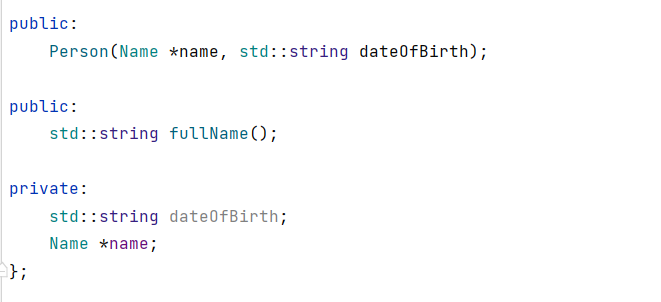 public:
    Person(Name *name, std::string dateOfBirth);
public:
    std::string fullName();
private:
    std::string dateOfBirth;
    Name *name;
};